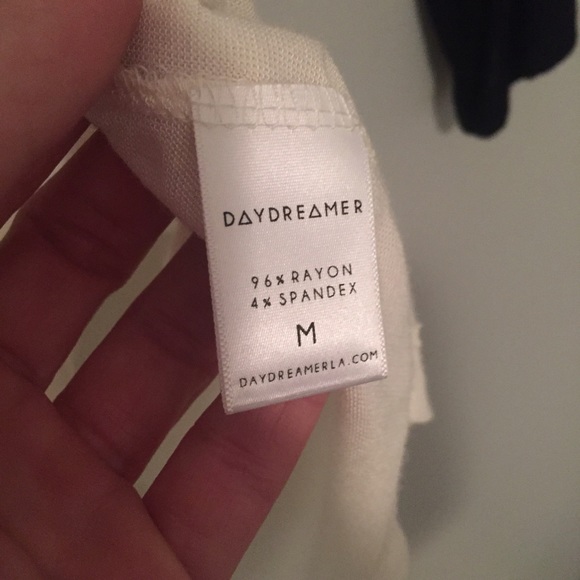 DAYDREAMER
96% RAYON
4% SPANDEX
M
DAYDREAMERLA.COM